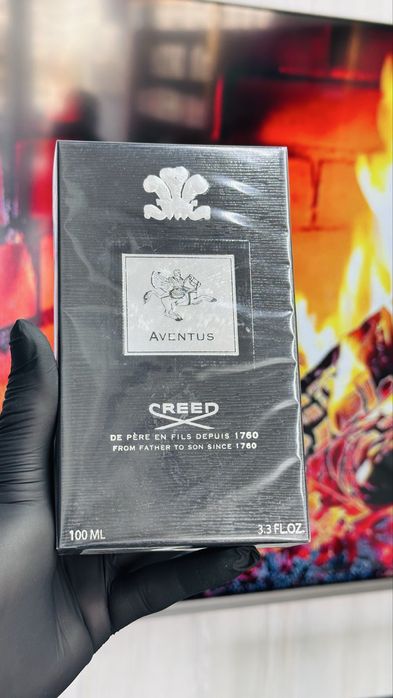 AVENTUS
CREED
DE PÈRE EN FILS DEPUIS 1760
FROM FATHER TO SON SINCE 1760
100 ML 3.3 FL.OZ.